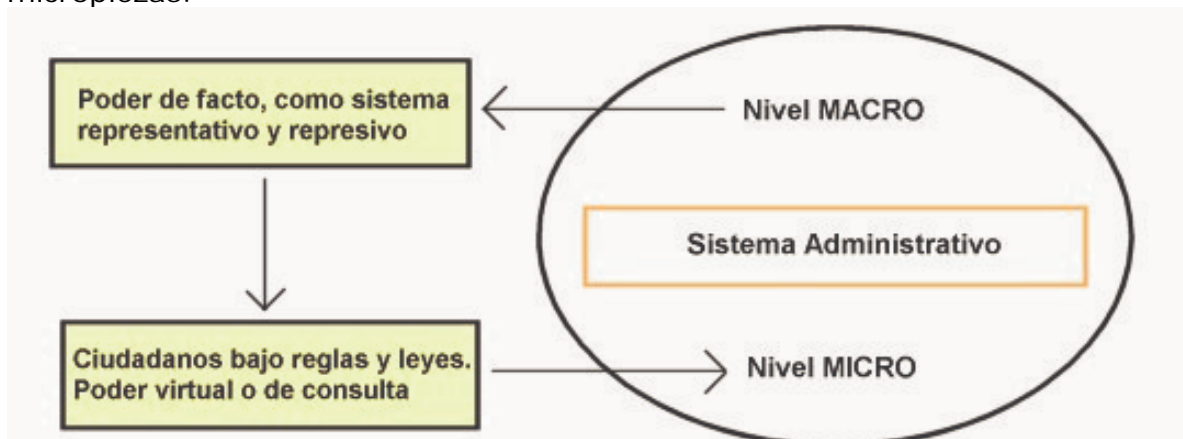 Poder de facto, como sistema
representativo y represivo
Nivel MACRO
Sistema Administrativo
Ciudadanos bajo reglas y leyes.
Poder virtual o de consulta
Nivel MICRO